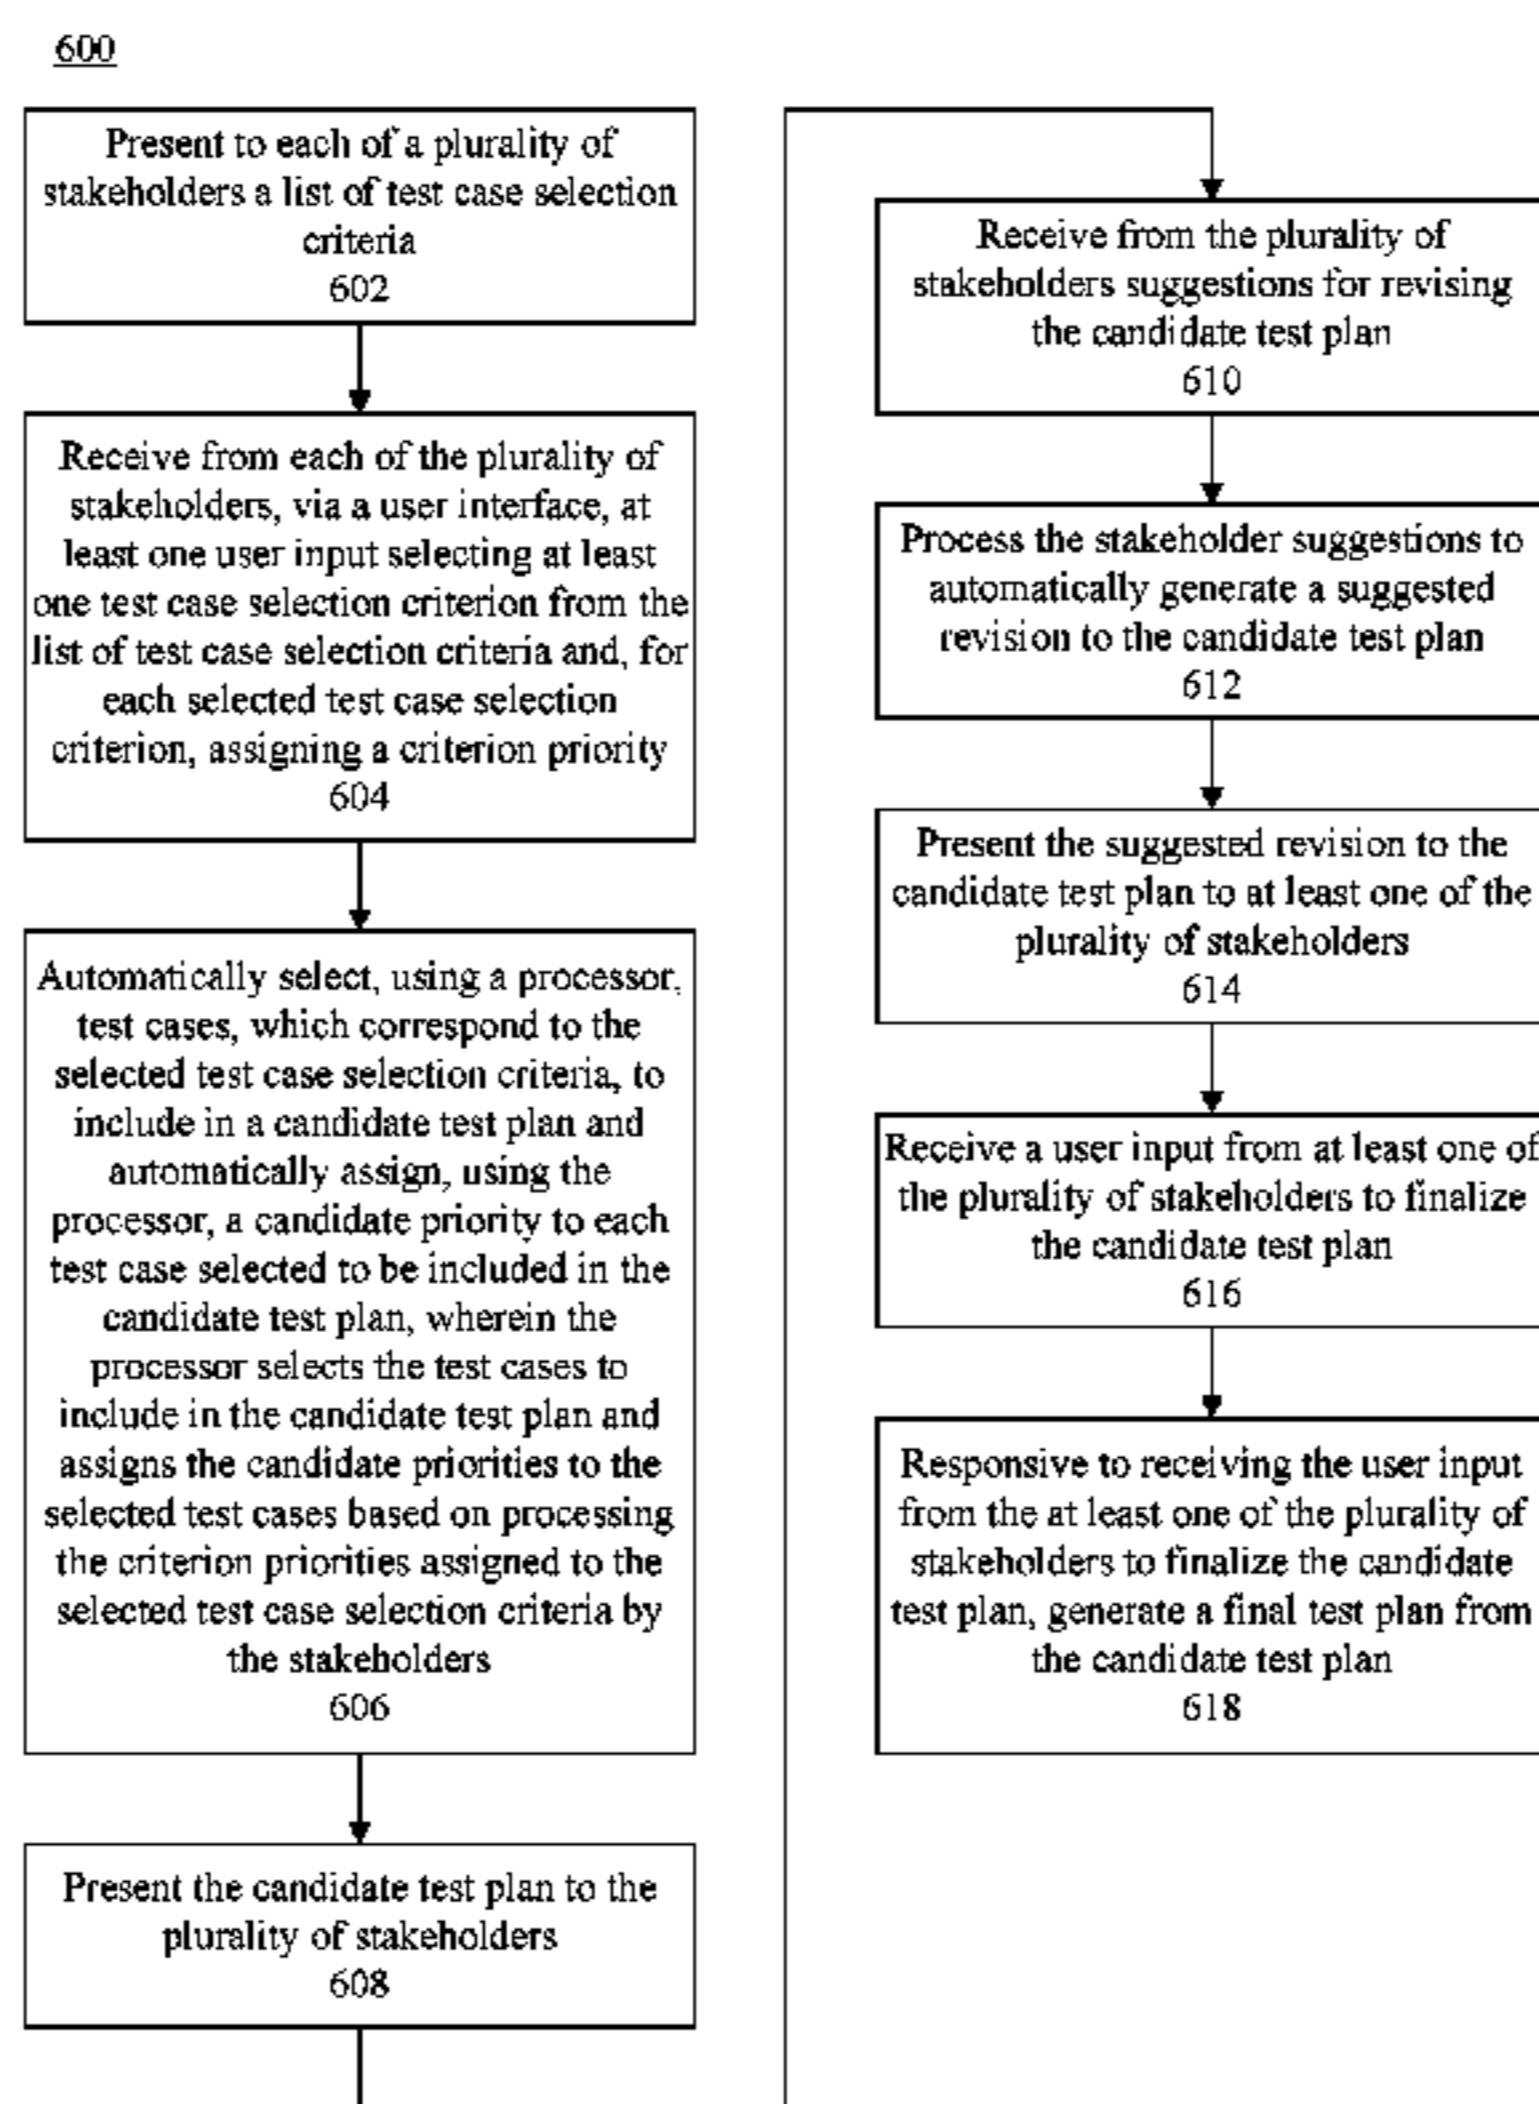 600
Present to each of a plurality of
stakeholders a list of test case selection
criteria
602
Receive from each of the plurality of
stakeholders, via a user interface, at
least one user input selecting at least
one test case selection criterion from the
list of test case selection criteria and, for
each selected test case selection
criterion, assigning a criterion priority
604
Automatically select, using a processor,
test cases, which correspond to the
selected test case selection criteria, to
include in a candidate test plan and
automatically assign, using the
processor, a candidate priority to each
test case selected to be included in the
candidate test plan, wherein the
processor selects the test cases to
include in the candidate test plan and
assigns the candidate priorities to the
selected test cases based on processing
the criterion priorities assigned to the
selected test case selection criteria by
the stakeholders
606
Present the candidate test plan to the
plurality of stakeholders
608
Receive from the plurality of
stakeholders suggestions for revising
the candidate test plan
610
Process the stakeholder suggestions to
automatically generate a suggested
revision to the candidate test plan
612
Present the suggested revision to the
candidate test plan to at least one of the
plurality of stakeholders
614
Receive a user input from at least one of
the plurality of stakeholders to finalize
the candidate test plan
616
Responsive to receiving the user input
from the at least one of the plurality of
stakeholders to finalize the candidate
test plan, generate a final test plan from
the candidate test plan
618